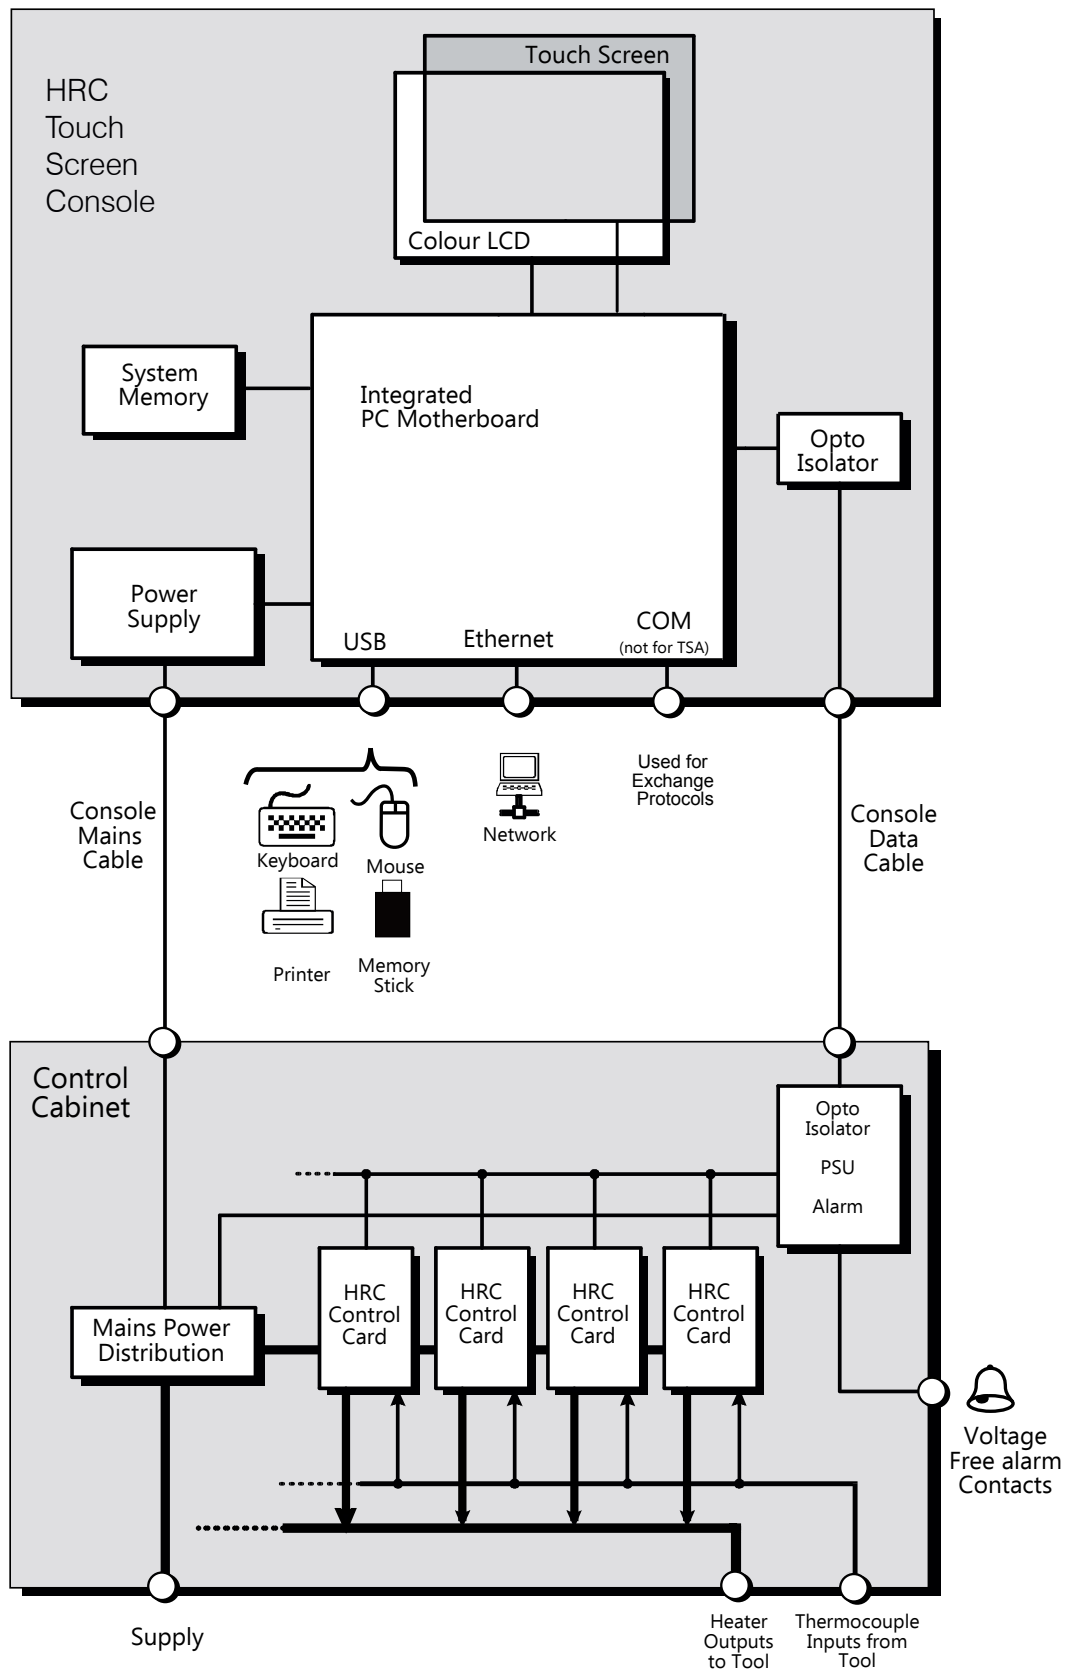 Touch Screen
HRC
Touch
Screen
Console
Colour LCD
System
Memory
Integrated
PC Motherboard
Opto
Isolator
Power
Supply
USB
Ethernet
COM
(not for TSA)
Used for
Exchange
Protocols
Console
Mains
Cable
Keyboard
Mouse
Network
Console
Data
Cable
Printer
Memory
Stick
Control
Cabinet
Opto
Isolator
PSU
Alarm
HRC
Control
Card
HRC
Control
Card
HRC
Control
Card
HRC
Control
Card
Mains Power
Distribution
Voltage
Free alarm
Contacts
Supply
Heater
Outputs
to Tool
Thermocouple
Inputs from
Tool